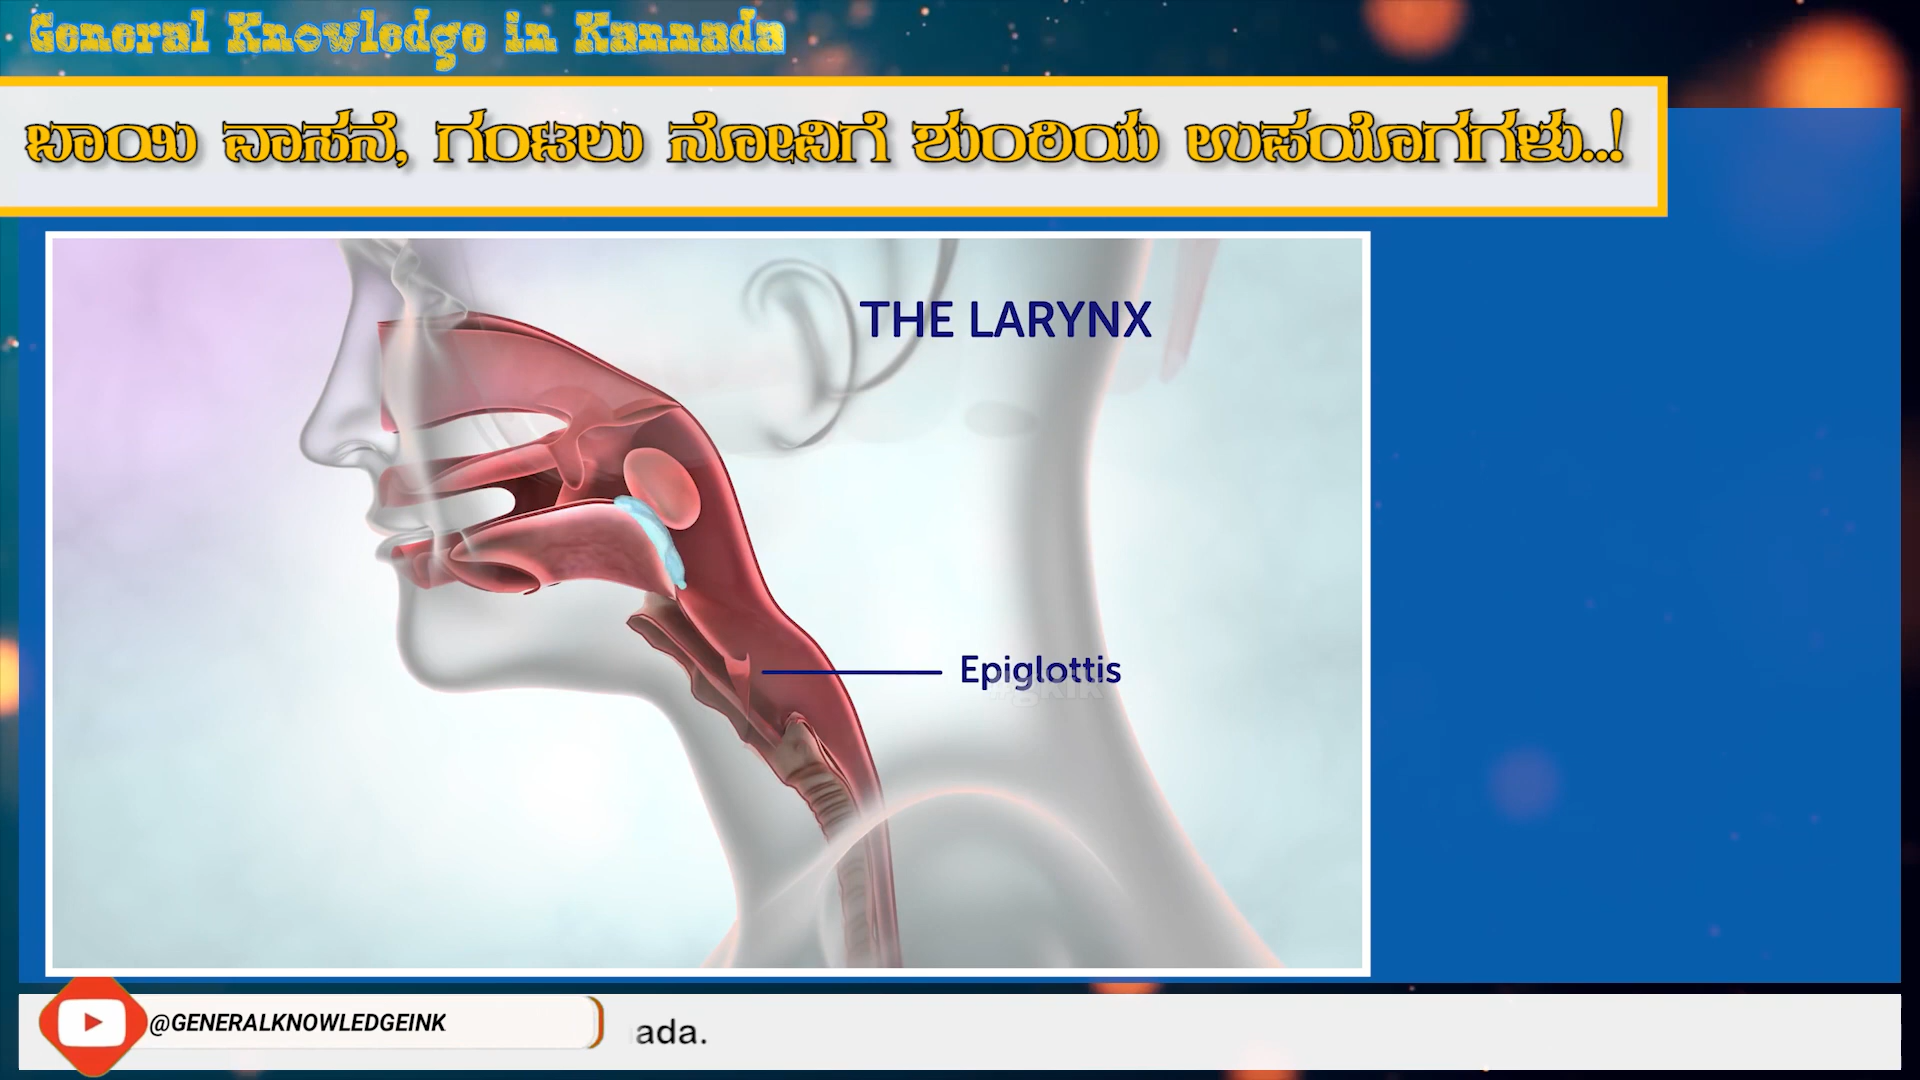 General Knowledge in Kannada
ಬಾಯಿ ವಾಸನೆ, ಗಂಟಲು ನೋವಿಗೆ ಶುಂಠಿಯ ಉಪಯೋಗಗಳು..!
THE LARYNX
Epiglottis
@GENERALKNOWLEDGEINK
ada.